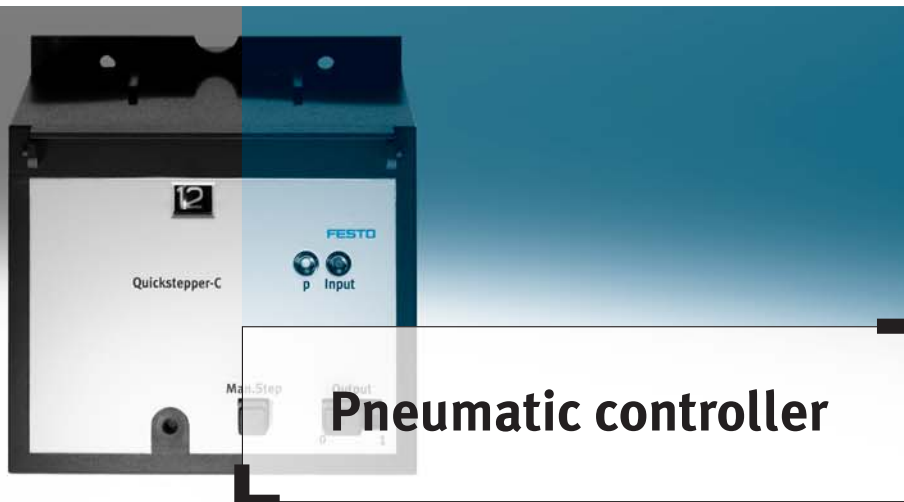 12
FESTO
Quickstepper-C
p Input
Man.Step Output
0 1
Pneumatic controller